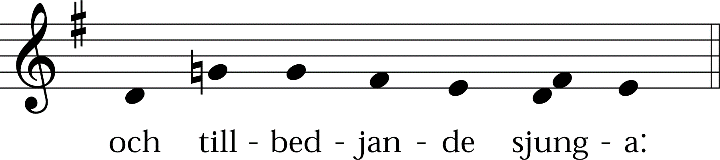 och till - bed - jan - de sjung - a: